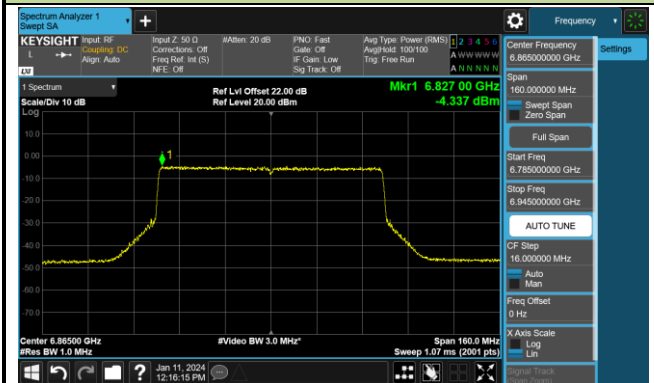 Spectrum Analyzer 1
Swept SA
+
Frequency
KEYSIGHT
L
LXI
Input: RF
Coupling: DC
Align: Auto
Input Z: 50 Ω
Corrections: Off
Freq Ref: Int (S)
NFE: Off
#Atten: 20 dB
PNO: Fast
Gate: Off
IF Gain: Low
Sig Track: Off
Avg Type: Power (RMS)
Avg|Hold: 100/100
Trig: Free Run
1 2 3 4 5 6
A W W W W W
A N N N N N
1 Spectrum
Scale/Div 10 dB
Log
Ref Lvl Offset 22.00 dB
Ref Level 20.00 dBm
Mkr1 6.827 00 GHz
-4.337 dBm
1
10.0
0.00
-10.0
-20.0
-30.0
-40.0
-50.0
-60.0
-70.0
Center 6.86500 GHz
#Res BW 1.0 MHz
#Video BW 3.0 MHz*
Span 160.0 MHz
Sweep 1.07 ms (2001 pts)
Center Frequency
6.865000000 GHz
Settings
Span
160.000000 MHz
Swept Span
Zero Span
Full Span
Start Freq
6.785000000 GHz
Stop Freq
6.945000000 GHz
AUTO TUNE
CF Step
16.000000 MHz
Auto
Man
Freq Offset
0 Hz
X Axis Scale
Log
Lin
Signal Track
(Span Zoom)
?
Jan 11, 2024
12:16:15 PM